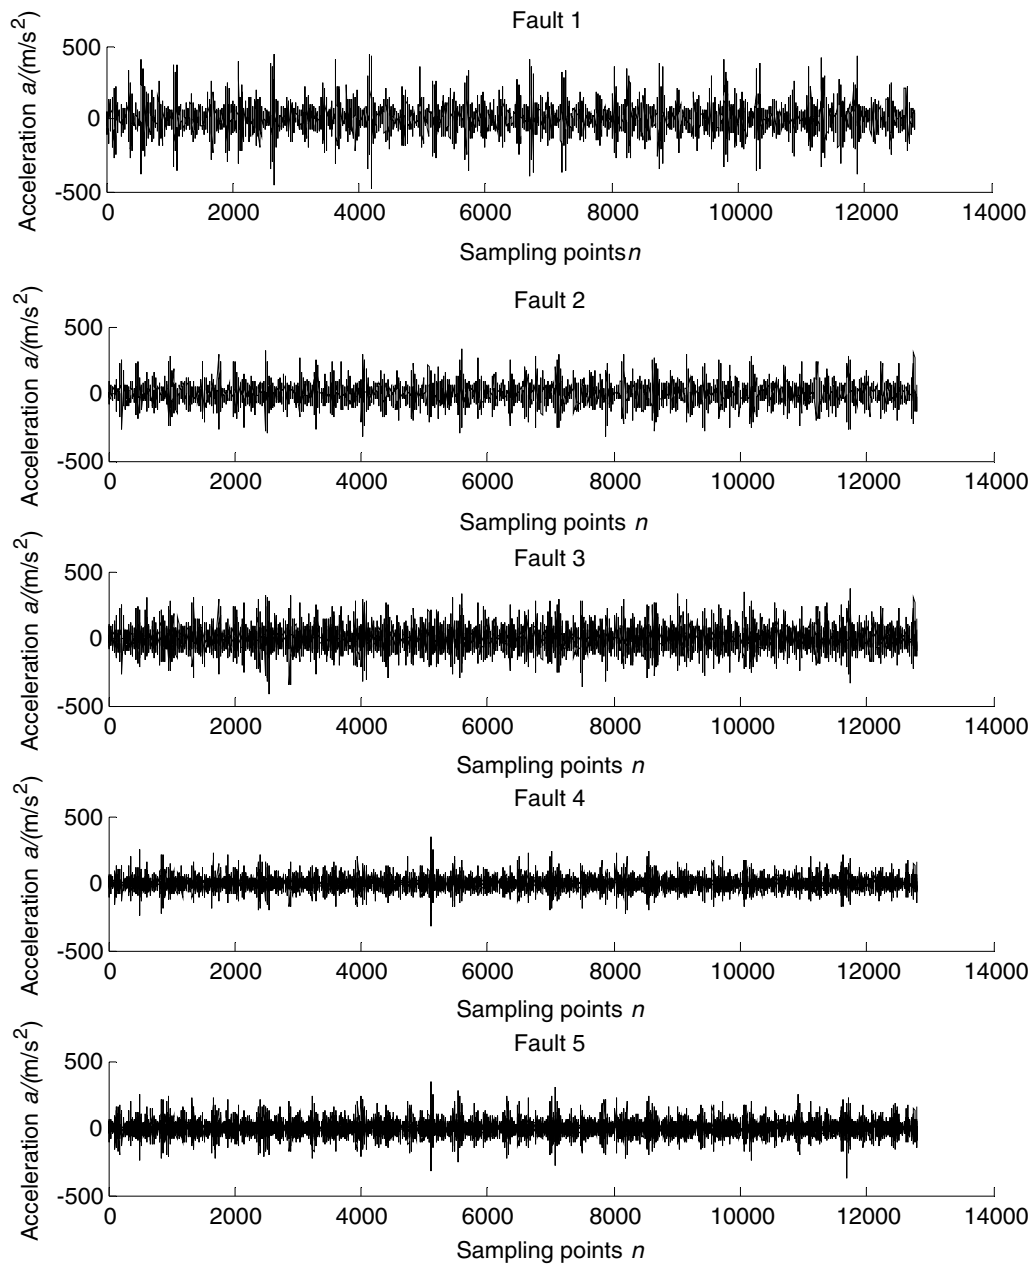 Fault 1
Acceleration a/(m/s²)
500
0
-500
0 2000 4000 6000 8000 10000 12000 14000
Sampling pointsn
Fault 2
Acceleration a/(m/s²)
500
0
-500
0 2000 4000 6000 8000 10000 12000 14000
Sampling points n
Fault 3
Acceleration a/(m/s²)
500
0
-500
0 2000 4000 6000 8000 10000 12000 14000
Sampling points n
Fault 4
Acceleration a/(m/s²)
500
0
-500
0 2000 4000 6000 8000 10000 12000 14000
Sampling points n
Fault 5
Acceleration a/(m/s²)
500
0
-500
0 2000 4000 6000 8000 10000 12000 14000
Sampling points n